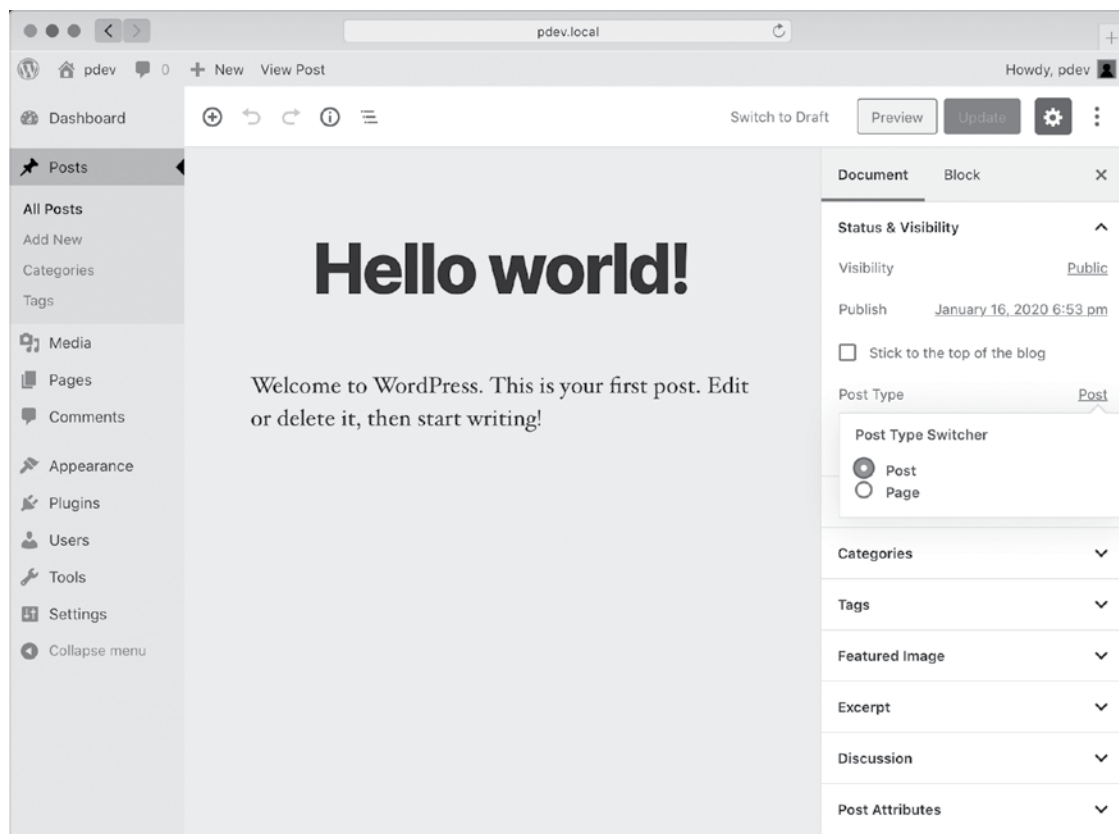 pdev.local
pdev
0
+ New
View Post
Howdy, pdev
Dashboard
Switch to Draft
Preview
Update
Posts
All Posts
Add New
Categories
Tags
Media
Pages
Comments
Appearance
Plugins
Users
Tools
Settings
Collapse menu
Hello world!
Welcome to WordPress. This is your first post. Edit
or delete it, then start writing!
Document
Block
Status & Visibility
Visibility
Public
Publish
January 16, 2020 6:53 pm
Stick to the top of the blog
Post Type
Post
Post Type Switcher
Post
Page
Categories
Tags
Featured Image
Excerpt
Discussion
Post Attributes